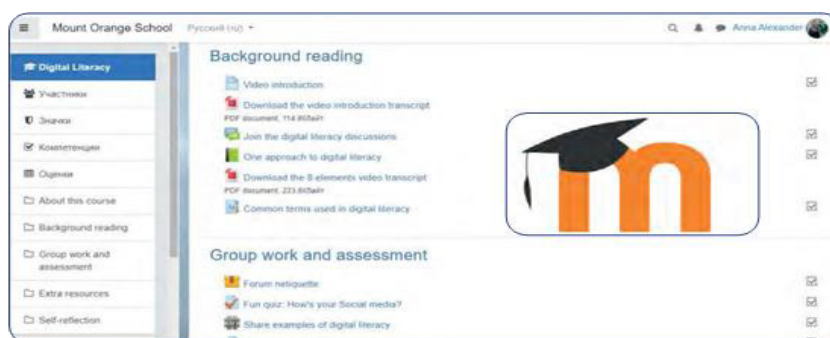 Mount Orange School
Русский (ru)
Anna Alexander
Digital Literacy
Участники
Значки
Компетенции
Оценки
About this course
Background reading
Group work and
assessment
Extra resources
Self-reflection
Background reading
Video introduction
Download the video introduction transcript
PDF document, 114.8Кбайт
Join the digital literacy discussions
One approach to digital literacy
Download the 8 elements video transcript
PDF document, 223.8Кбайт
Common terms used in digital literacy
m
Group work and assessment
Forum netiquette
Fun quiz: How's your Social media?
Share examples of digital literacy